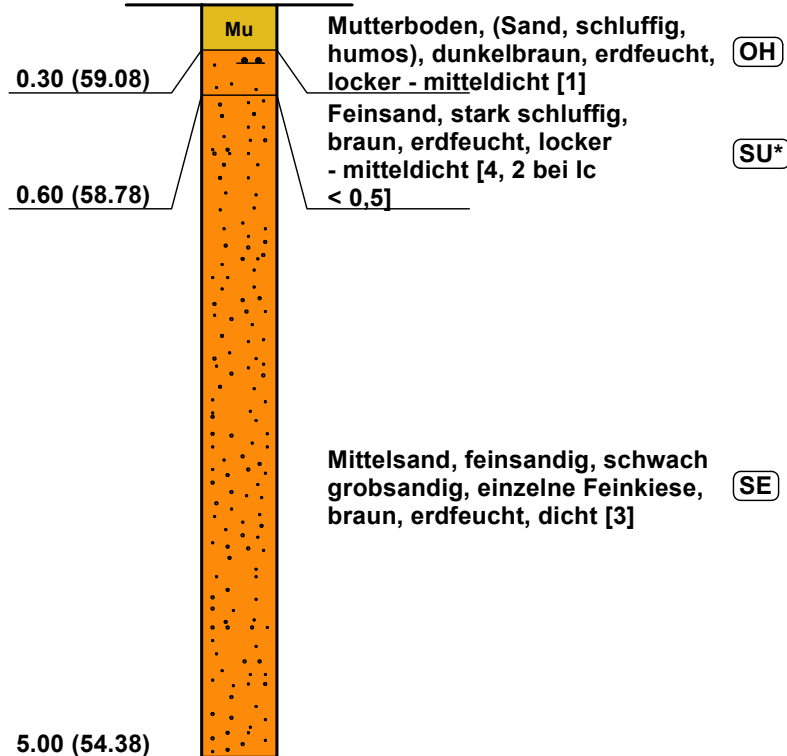 Mu
Mutterboden, (Sand, schluffig,
humos), dunkelbraun, erdfeucht,
locker - mitteldicht [1]
OH
0.30 (59.08)
Feinsand, stark schluffig,
braun, erdfeucht, locker
- mitteldicht [4, 2 bei Ic
< 0,5]
SU*
0.60 (58.78)
Mittelsand, feinsandig, schwach
grobsandig, einzelne Feinkiese,
braun, erdfeucht, dicht [3]
SE
5.00 (54.38)